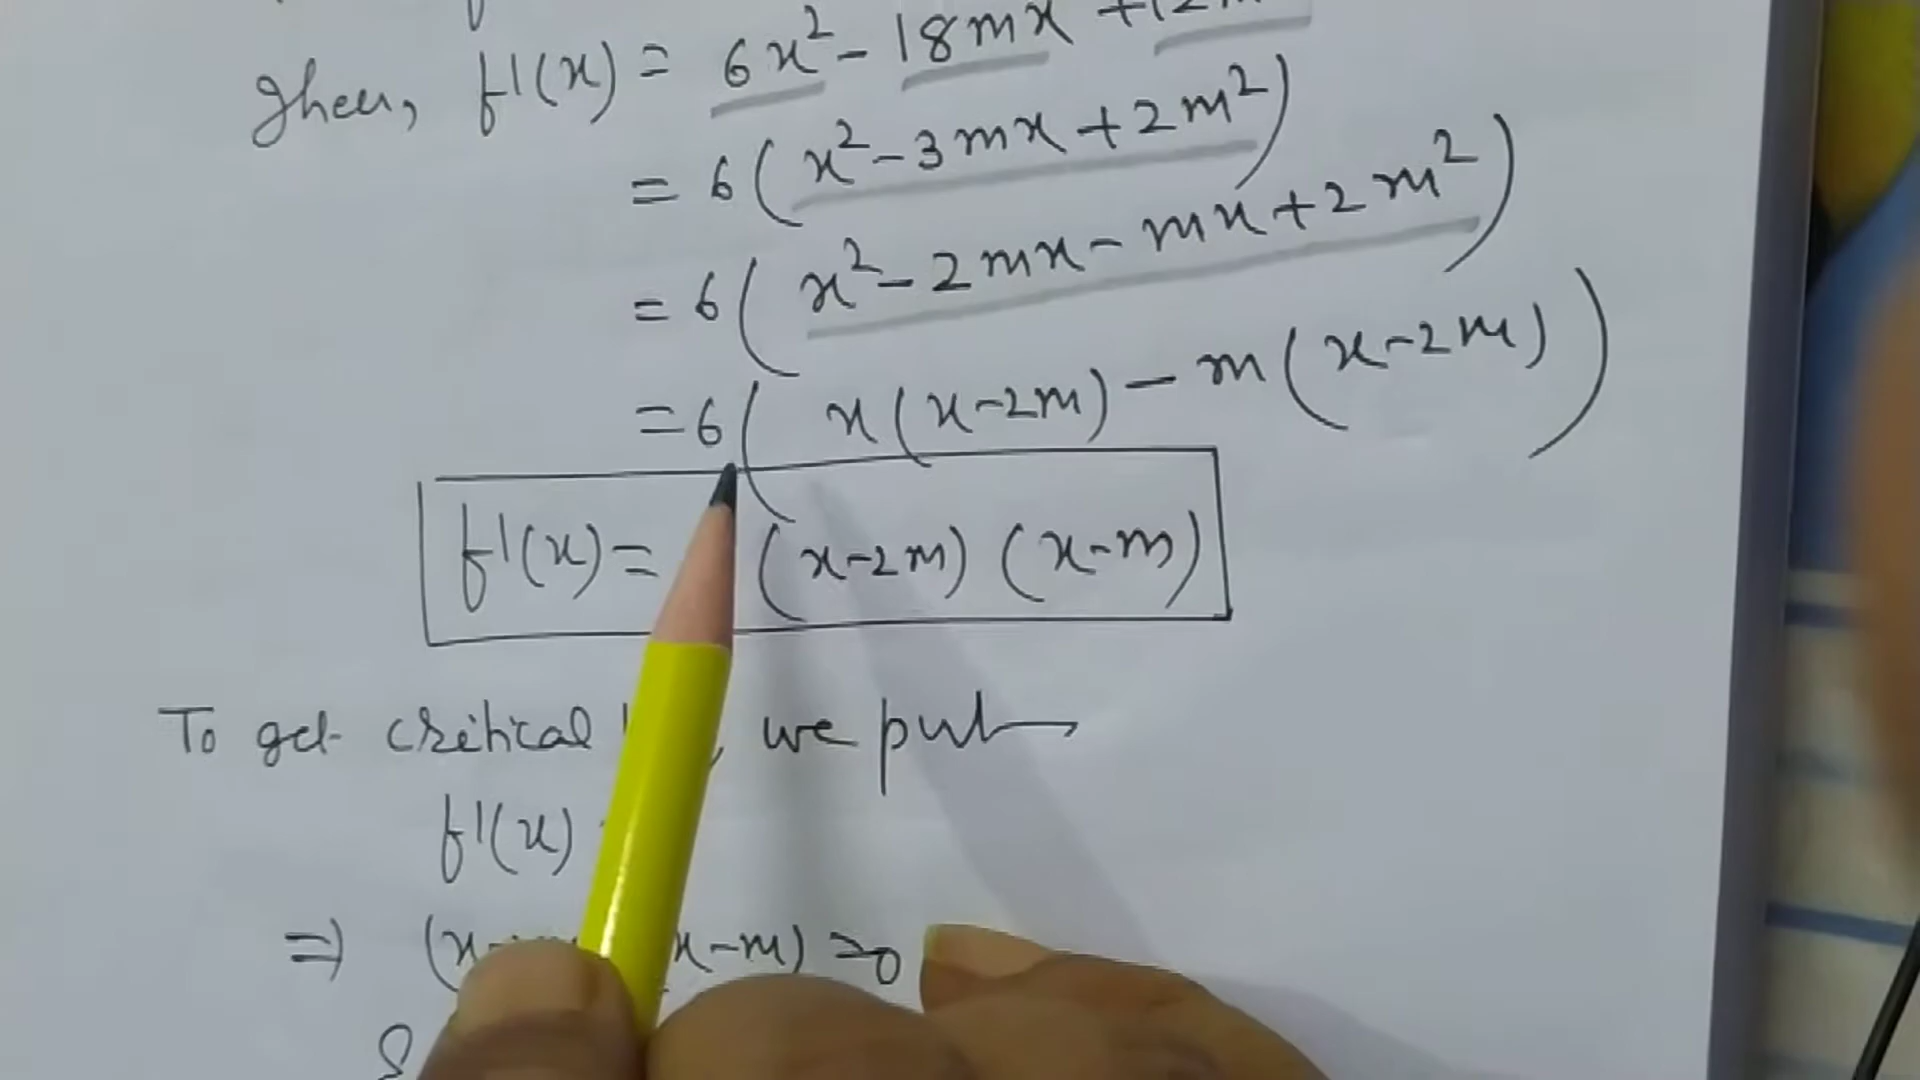 Then, f'(x) = 6x² - 18mx +12
= 6(x² - 3mx + 2m²)
= 6(x² - 2mx - mx + 2m²)
= 6(x(x-2m) - m(x-2m))
f'(x) = (x-2m) (x-m)
To get critical , we put →
f'(x)
⇒ (x x-m) =0